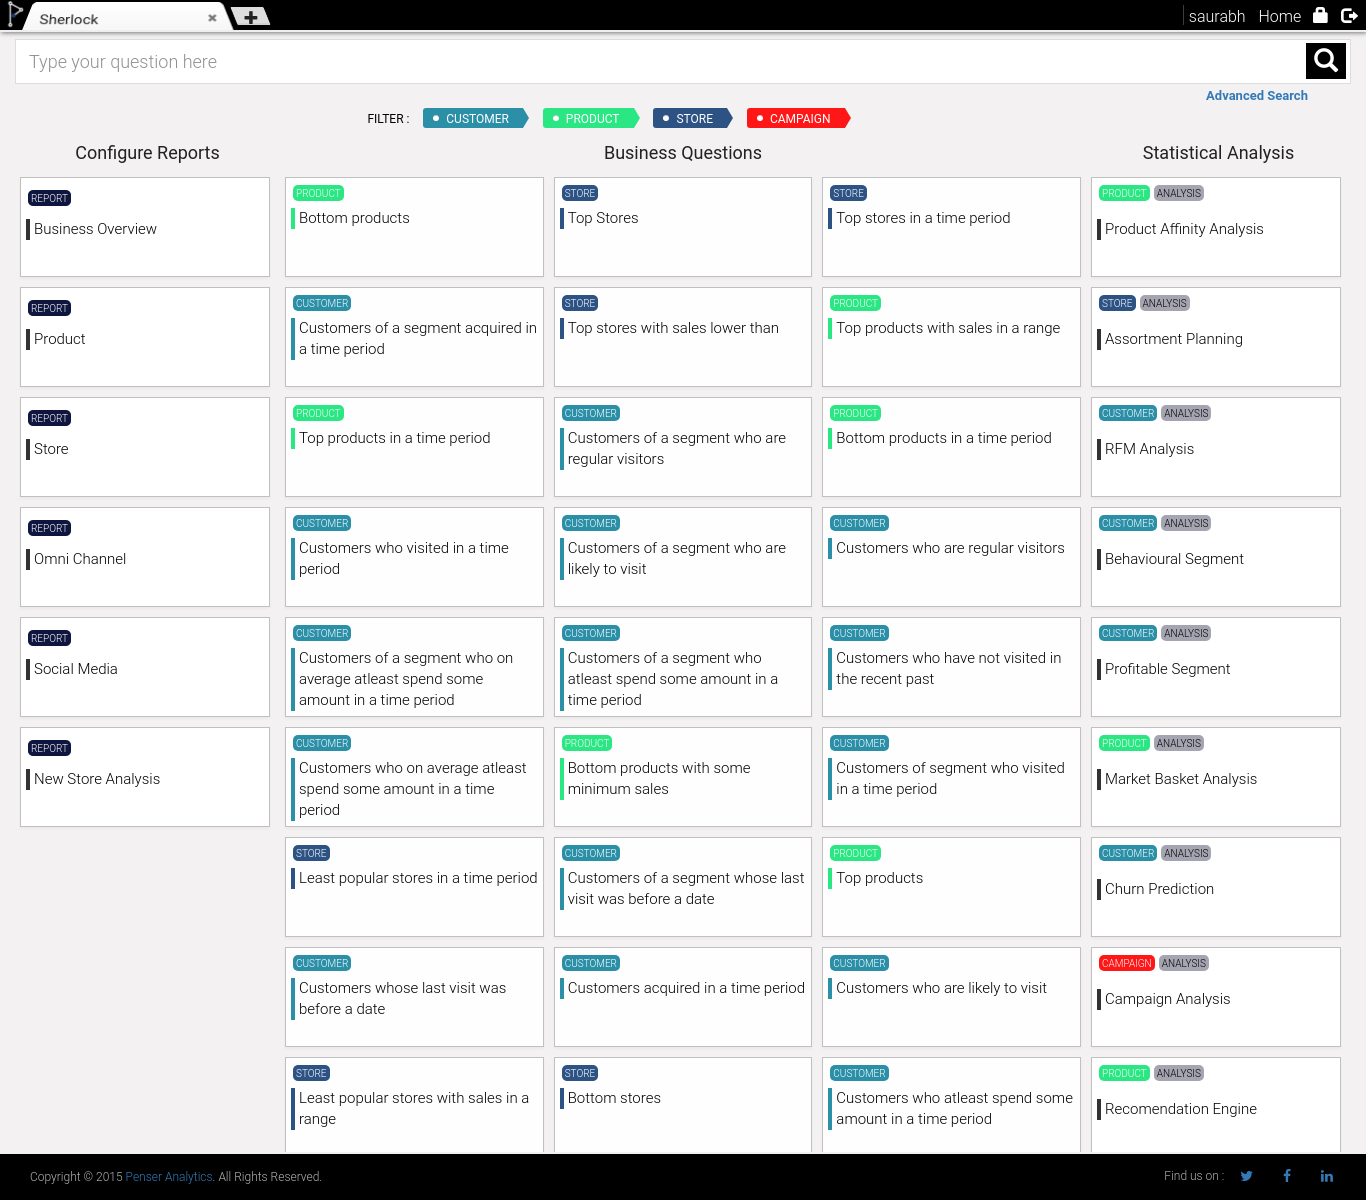 Sherlock
saurabh Home
Type your question here
Advanced Search
FILTER : CUSTOMER PRODUCT STORE CAMPAIGN
Configure Reports
REPORT
Business Overview
REPORT
Product
REPORT
Store
REPORT
Omni Channel
REPORT
Social Media
REPORT
New Store Analysis
Business Questions
PRODUCT
Bottom products
STORE
Top Stores
STORE
Top stores in a time period
CUSTOMER
Customers of a segment acquired in
a time period
STORE
Top stores with sales lower than
PRODUCT
Top products with sales in a range
PRODUCT
Top products in a time period
CUSTOMER
Customers of a segment who are
regular visitors
PRODUCT
Bottom products in a time period
CUSTOMER
Customers who visited in a time
period
CUSTOMER
Customers of a segment who are
likely to visit
CUSTOMER
Customers who are regular visitors
CUSTOMER
Customers of a segment who on
average atleast spend some
amount in a time period
CUSTOMER
Customers of a segment who
atleast spend some amount in a
time period
CUSTOMER
Customers who have not visited in
the recent past
CUSTOMER
Customers who on average atleast
spend some amount in a time
period
PRODUCT
Bottom products with some
minimum sales
CUSTOMER
Customers of segment who visited
in a time period
STORE
Least popular stores in a time period
CUSTOMER
Customers of a segment whose last
visit was before a date
PRODUCT
Top products
CUSTOMER
Customers whose last visit was
before a date
CUSTOMER
Customers acquired in a time period
CUSTOMER
Customers who are likely to visit
STORE
Least popular stores with sales in a
range
STORE
Bottom stores
CUSTOMER
Customers who atleast spend some
amount in a time period
Statistical Analysis
PRODUCT ANALYSIS
Product Affinity Analysis
STORE ANALYSIS
Assortment Planning
CUSTOMER ANALYSIS
RFM Analysis
CUSTOMER ANALYSIS
Behavioural Segment
CUSTOMER ANALYSIS
Profitable Segment
PRODUCT ANALYSIS
Market Basket Analysis
CUSTOMER ANALYSIS
Churn Prediction
CAMPAIGN ANALYSIS
Campaign Analysis
PRODUCT ANALYSIS
Recomendation Engine
Copyright © 2015 Penser Analytics. All Rights Reserved.
Find us on :